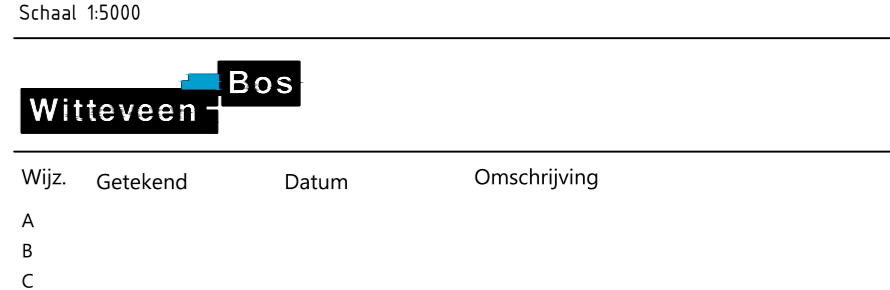 Schaal 1:5000
Witteveen + Bos
Wijz. Getekend Datum Omschrijving
A
B
C